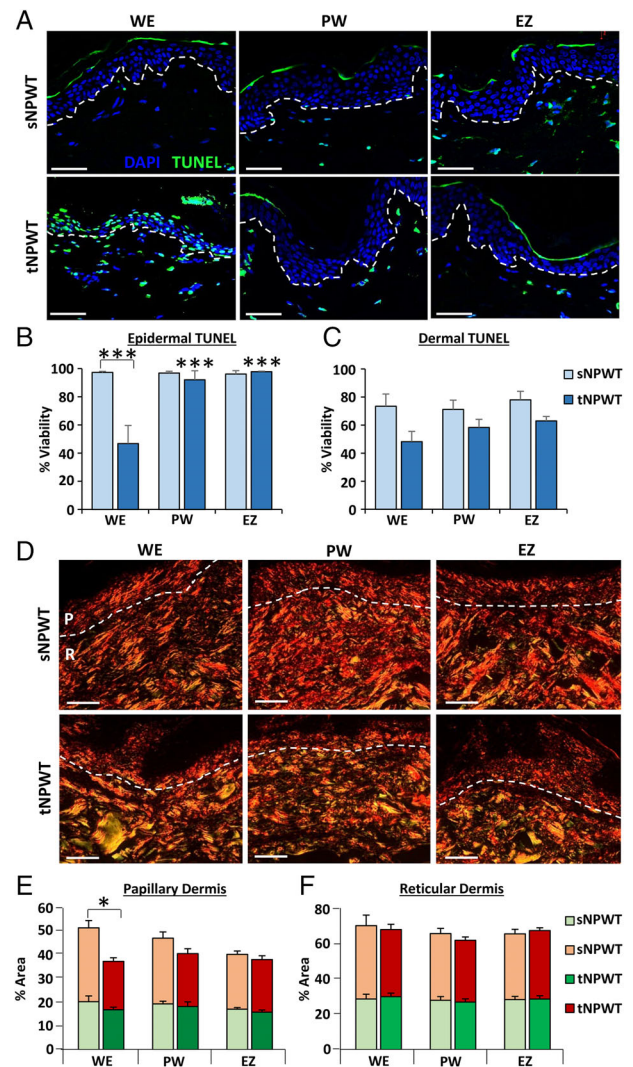 A
WE PW EZ
sNPWT
DAPI TUNEL
tNPWT
B
Epidermal TUNEL
% Viability
100
80
60
40
20
0
***
***
***
WE PW EZ
C
Dermal TUNEL
% Viability
100
80
60
40
20
0
WE PW EZ
sNPWT
tNPWT
D
WE PW EZ
sNPWT
P
R
tNPWT
E
Papillary Dermis
% Area
60
50
40
30
20
10
0
*
WE PW EZ
F
Reticular Dermis
% Area
80
60
40
20
0
WE PW EZ
sNPWT
sNPWT
tNPWT
tNPWT